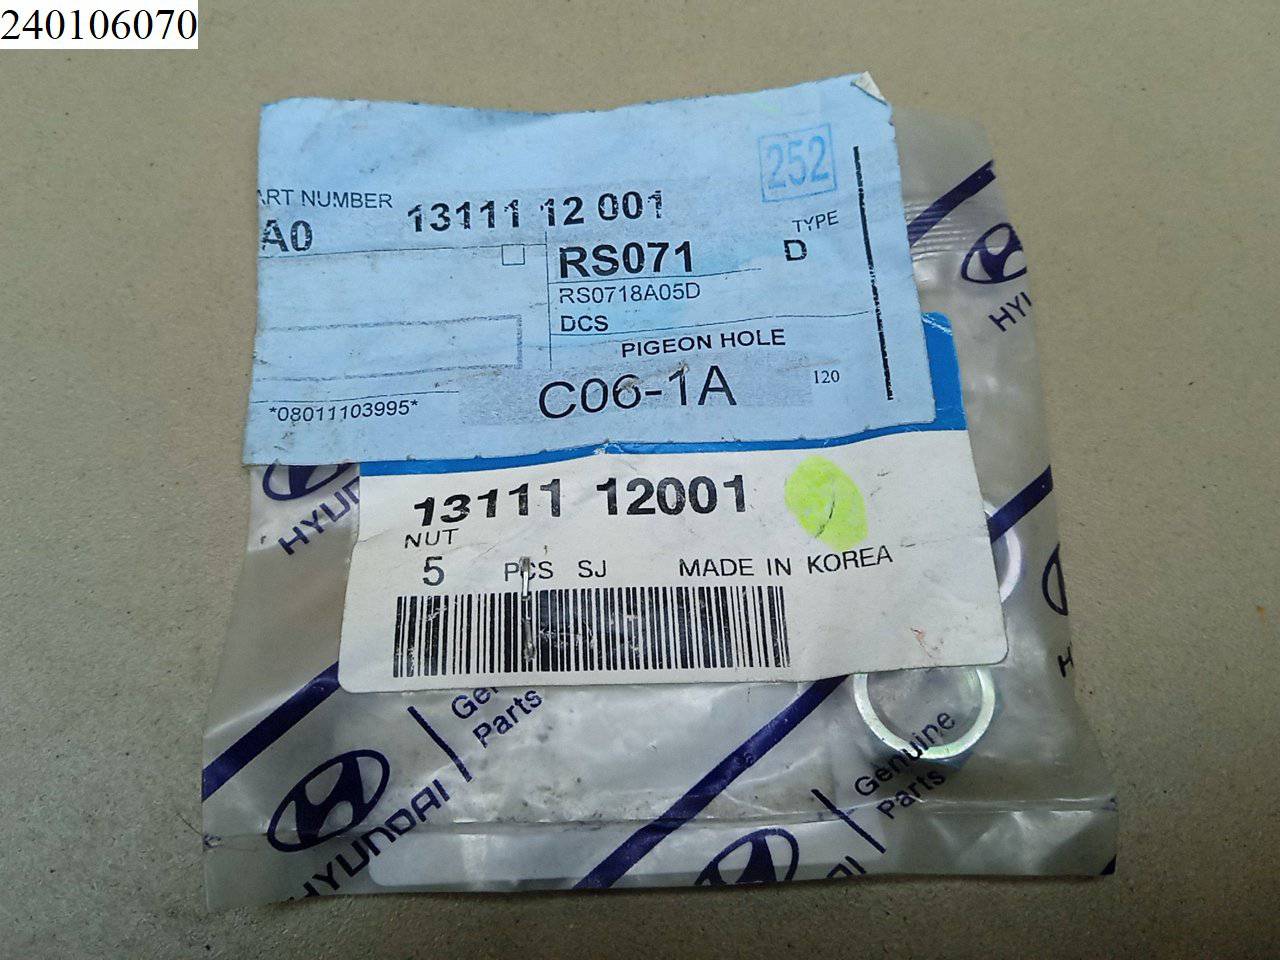 240106070
252
ART NUMBER 13111 12 001
A0
TYPE
RS071 D
RS0718A05D
DCS
PIGEON HOLE
C06-1A 120
*08011103995*
13111 12001
NUT
5 PCS SJ MADE IN KOREA
HYUNDAI
HYUNDAI
Genuine
Parts
HYUNDAI
Genuine
Parts